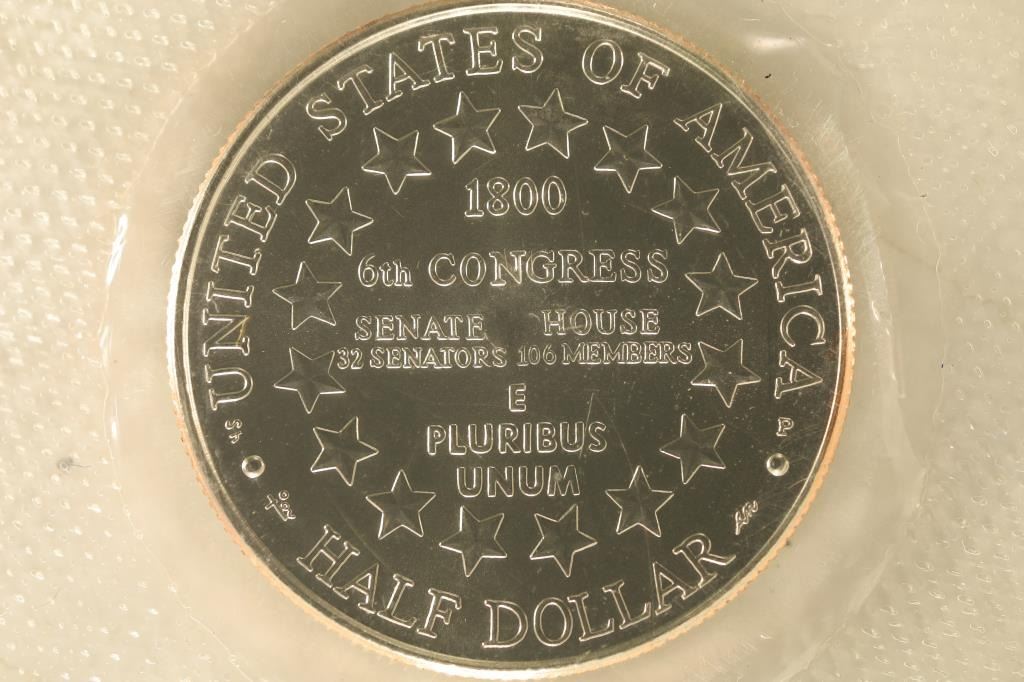 UNITED STATES OF AMERICA
1800
6th CONGRESS
SENATE HOUSE
32 SENATORS 106 MEMBERS
E
PLURIBUS
UNUM
P
HALF DOLLAR